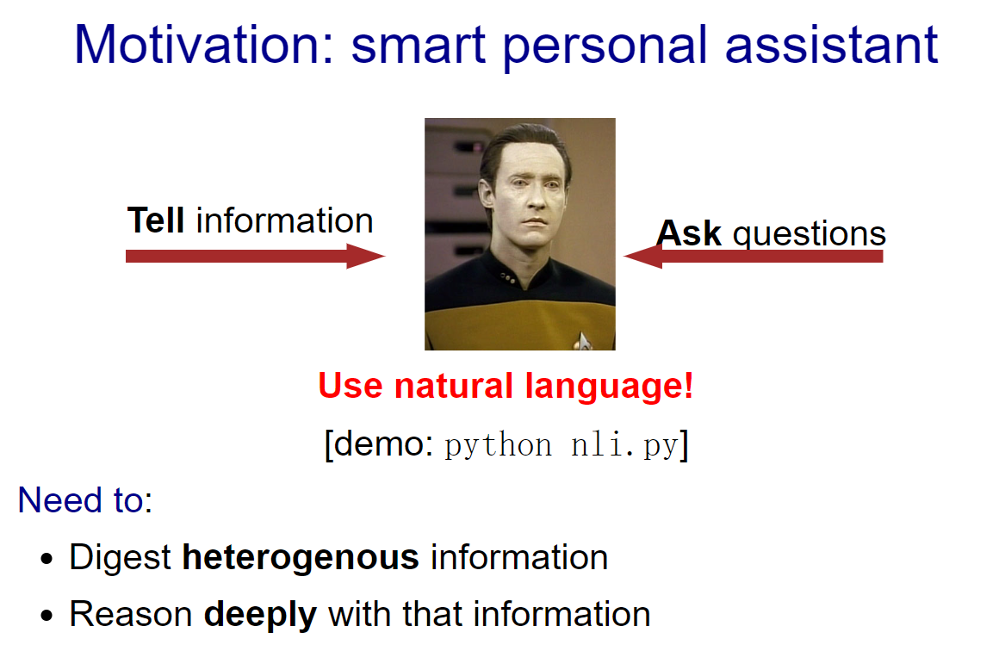 Motivation: smart personal assistant
Tell information
Ask questions
Use natural language!
[demo: python nli.py]
Need to:
• Digest heterogenous information
• Reason deeply with that information